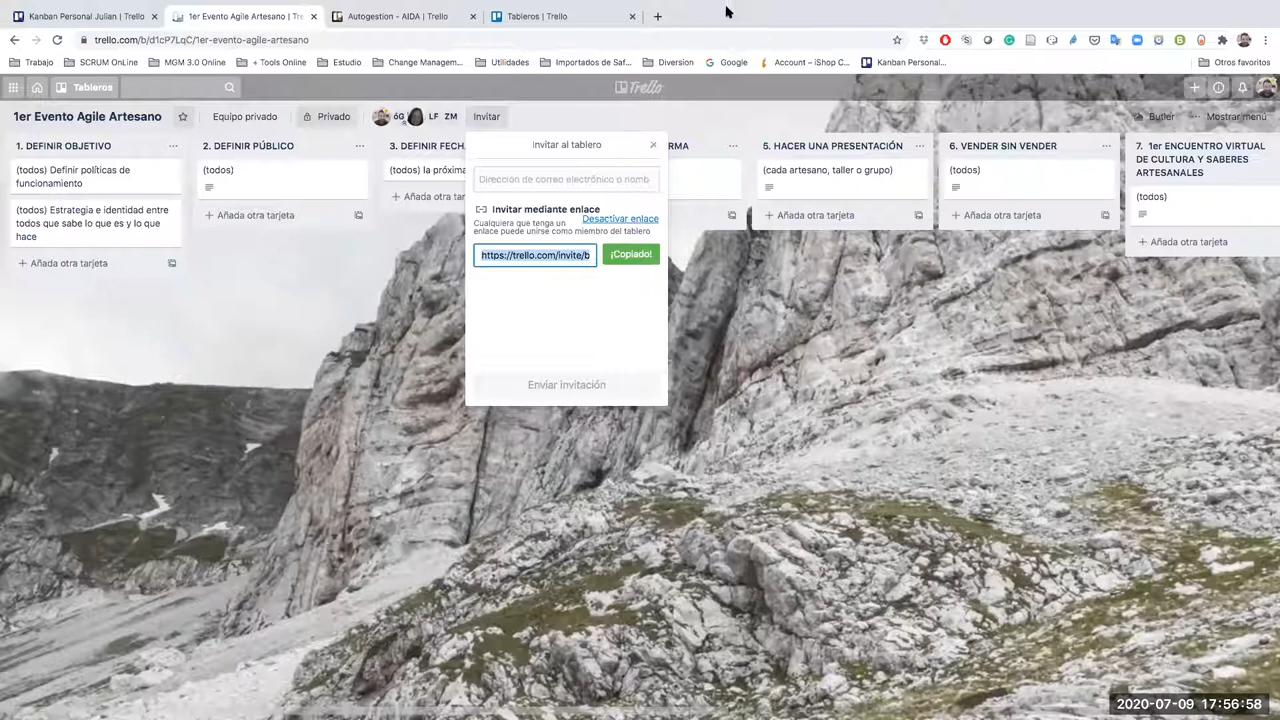 Kanban Personal Julian | Trello
1er Evento Agile Artesano | Tre
Autogestion - AIDA | Trello
Tableros | Trello
trello.com/b/d1cP7LqC/1er-evento-agile-artesano
Trabajo
SCRUM OnLine
MGM 3.0 Online
+ Tools Online
Estudio
Change Managem...
Utilidades
Importados de Saf...
Diversion
Google
Account – iShop C...
Kanban Personal...
Otros favoritos
Tableros
Trello
1er Evento Agile Artesano
Equipo privado
Privado
óG
LF
ZM
Invitar
Butler
Mostrar menú
1. DEFINIR OBJETIVO
(todos) Definir políticas de
funcionamiento
(todos) Estrategia e identidad entre
todos que sabe lo que es y lo que
hace
+ Añada otra tarjeta
2. DEFINIR PÚBLICO
(todos)
+ Añada otra tarjeta
3. DEFINIR FECH
(todos) la próxima
+ Añada otra
Invitar al tablero
Dirección de correo electrónico o nomb
Invitar mediante enlace
Desactivar enlace
Cualquiera que tenga un
enlace puede unirse como miembro del tablero
https://trello.com/invite/b
¡Copiado!
Enviar invitación
RMA
5. HACER UNA PRESENTACIÓN
(cada artesano, taller o grupo)
+ Añada otra tarjeta
6. VENDER SIN VENDER
(todos)
+ Añada otra tarjeta
7. 1er ENCUENTRO VIRTUAL
DE CULTURA Y SABERES
ARTESANALES
(todos)
+ Añada otra tarjeta
2020-07-09 17:56:58